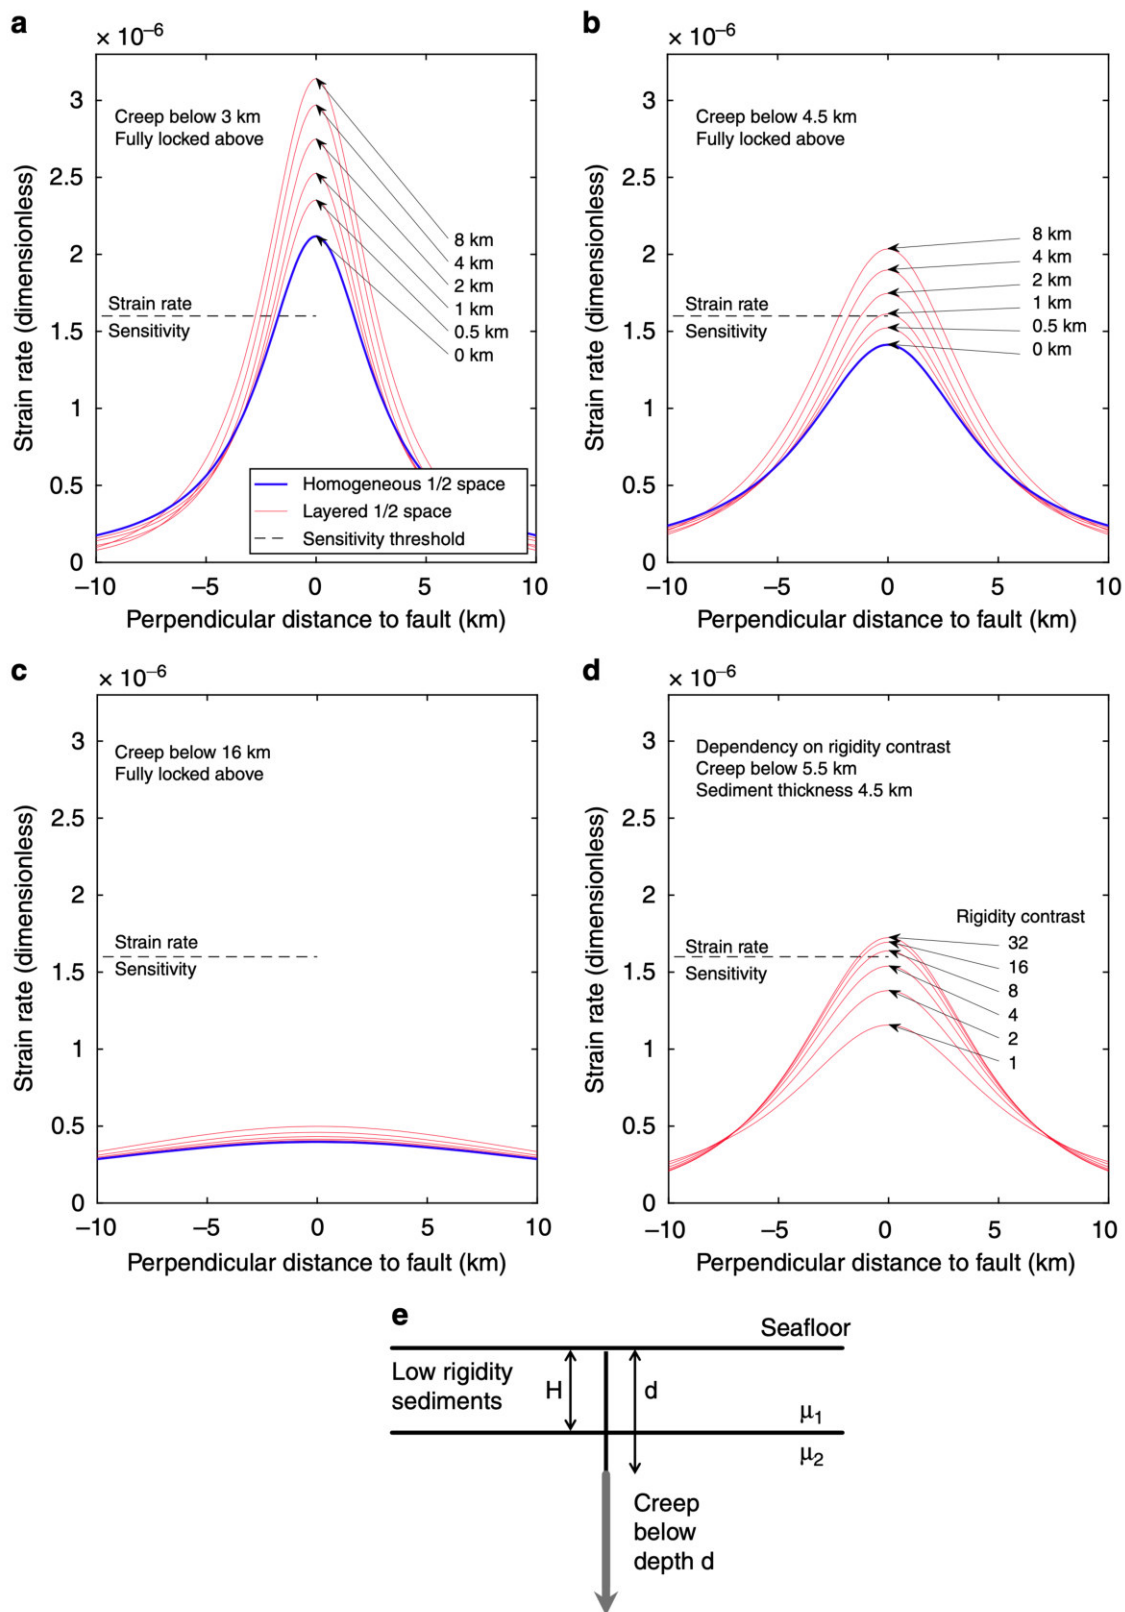 a
× 10⁻⁶
Creep below 3 km
Fully locked above
3
2.5
2
1.5
1
0.5
0
Strain rate (dimensionless)
Strain rate
Sensitivity
8 km
4 km
2 km
1 km
0.5 km
0 km
Homogeneous 1/2 space
Layered 1/2 space
Sensitivity threshold
–10
–5
0
5
10
Perpendicular distance to fault (km)
b
× 10⁻⁶
Creep below 4.5 km
Fully locked above
3
2.5
2
1.5
1
0.5
0
Strain rate (dimensionless)
Strain rate
Sensitivity
8 km
4 km
2 km
1 km
0.5 km
0 km
–10
–5
0
5
10
Perpendicular distance to fault (km)
c
× 10⁻⁶
Creep below 16 km
Fully locked above
3
2.5
2
1.5
1
0.5
0
Strain rate (dimensionless)
Strain rate
Sensitivity
–10
–5
0
5
10
Perpendicular distance to fault (km)
d
× 10⁻⁶
Dependency on rigidity contrast
Creep below 5.5 km
Sediment thickness 4.5 km
3
2.5
2
1.5
1
0.5
0
Strain rate (dimensionless)
Strain rate
Sensitivity
Rigidity contrast
32
16
8
4
2
1
–10
–5
0
5
10
Perpendicular distance to fault (km)
e
Seafloor
Low rigidity
sediments
H
d
μ₁
μ₂
Creep
below
depth d